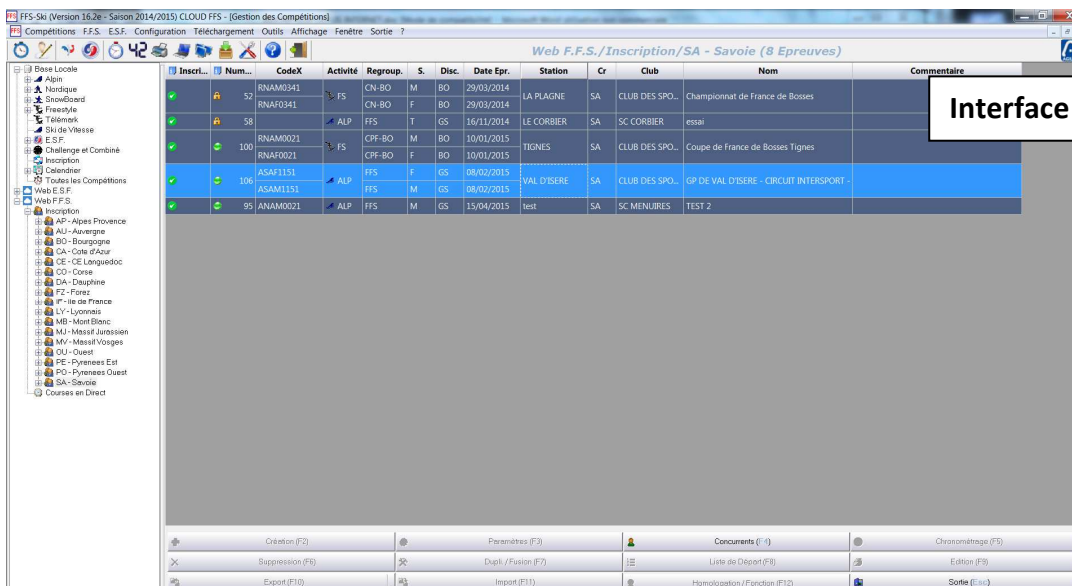 FFS-Ski (Version 16.2e - Saison 2014/2015) CLOUD FFS - [Gestion des Compétitions]
Compétitions F.F.S. E.S.F. Configuration Téléchargement Outils Affichage Fenêtre Sortie ?
Web F.F.S./Inscription/SA - Savoie (8 Epreuves)
Base Locale
Alpin
Nordique
SnowBoard
Freestyle
Télémark
Ski de Vitesse
E.S.F.
Challenge et Combiné
Inscription
Calendrier
Toutes les Compétitions
Web E.S.F.
Web F.F.S.
Inscription
AP - Alpes Provence
AU - Auvergne
BO - Bourgogne
CA - Cote d'Azur
CE - CE Languedoc
CO - Corse
DA - Dauphine
FZ - Forez
IF - Ile de France
LY - Lyonnais
MB - Mont Blanc
MJ - Massif Jurassien
MV - Massif Vosges
OU - Ouest
PE - Pyrenees Est
PO - Pyrenees Ouest
SA - Savoie
Courses en Direct
Inscri... Num... CodeX Activité Regroup. S. Disc. Date Epr. Station Cr Club Nom Commentaire
52 RNAM0341 FS CN-BO M BO 29/03/2014 LA PLAGNE SA CLUB DES SPO... Championnat de France de Bosses
RNAF0341 CN-BO F BO 29/03/2014
58 ALP FFS T GS 16/11/2014 LE CORBIER SA SC CORBIER essai
100 RNAM0021 FS CPF-BO M BO 10/01/2015 TIGNES SA CLUB DES SPO... Coupe de France de Bosses Tignes
RNAF0021 CPF-BO F BO 10/01/2015
106 ASAF1151 ALP FFS F GS 08/02/2015 VAL D'ISERE SA CLUB DES SPO... GP DE VAL D'ISERE - CIRCUIT INTERSPORT -
ASAM1151 FFS M GS 08/02/2015
95 ANAM0021 ALP FFS M GS 15/04/2015 test SA SC MENUIRES TEST 2
Interface
Création (F2) Paramètres (F3) Concurrents (F4) Chronométrage (F5)
Suppression (F6) Dupli. / Fusion (F7) Liste de Départ (F8) Edition (F9)
Export (F10) Import (F11) Homologation / Fonction (F12) Sortie (Esc)